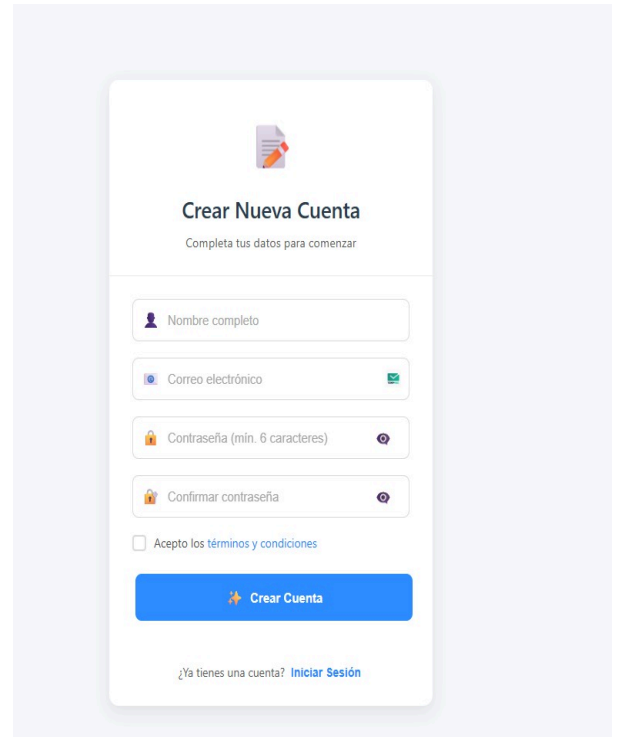 Crear Nueva Cuenta
Completa tus datos para comenzar
Nombre completo
Correo electrónico
Contraseña (mín. 6 caracteres)
Confirmar contraseña
Acepto los términos y condiciones
Crear Cuenta
¿Ya tienes una cuenta? Iniciar Sesión